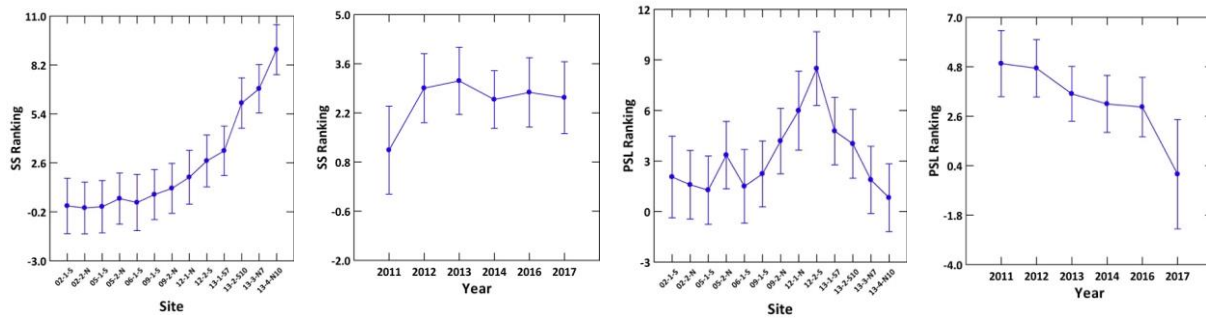 11.0
8.2
5.4
2.6
-0.2
-3.0
SS Ranking
02-1-S
02-2-N
05-1-S
05-2-N
06-1-S
09-1-S
09-2-N
12-1-N
12-2-S
13-1-S7
13-2-S10
13-3-N7
13-4-N10
Site
5.0
3.6
2.2
0.8
-0.6
-2.0
SS Ranking
2011 2012 2013 2014 2016 2017
Year
12
9
6
3
0
-3
PSL Ranking
02-1-S
02-2-N
05-1-S
05-2-N
06-1-S
09-1-S
09-2-N
12-1-N
12-2-S
13-1-S7
13-2-S10
13-3-N7
13-4-N10
Site
7.0
4.8
2.6
0.4
-1.8
-4.0
PSL Ranking
2011 2012 2013 2014 2016 2017
Year